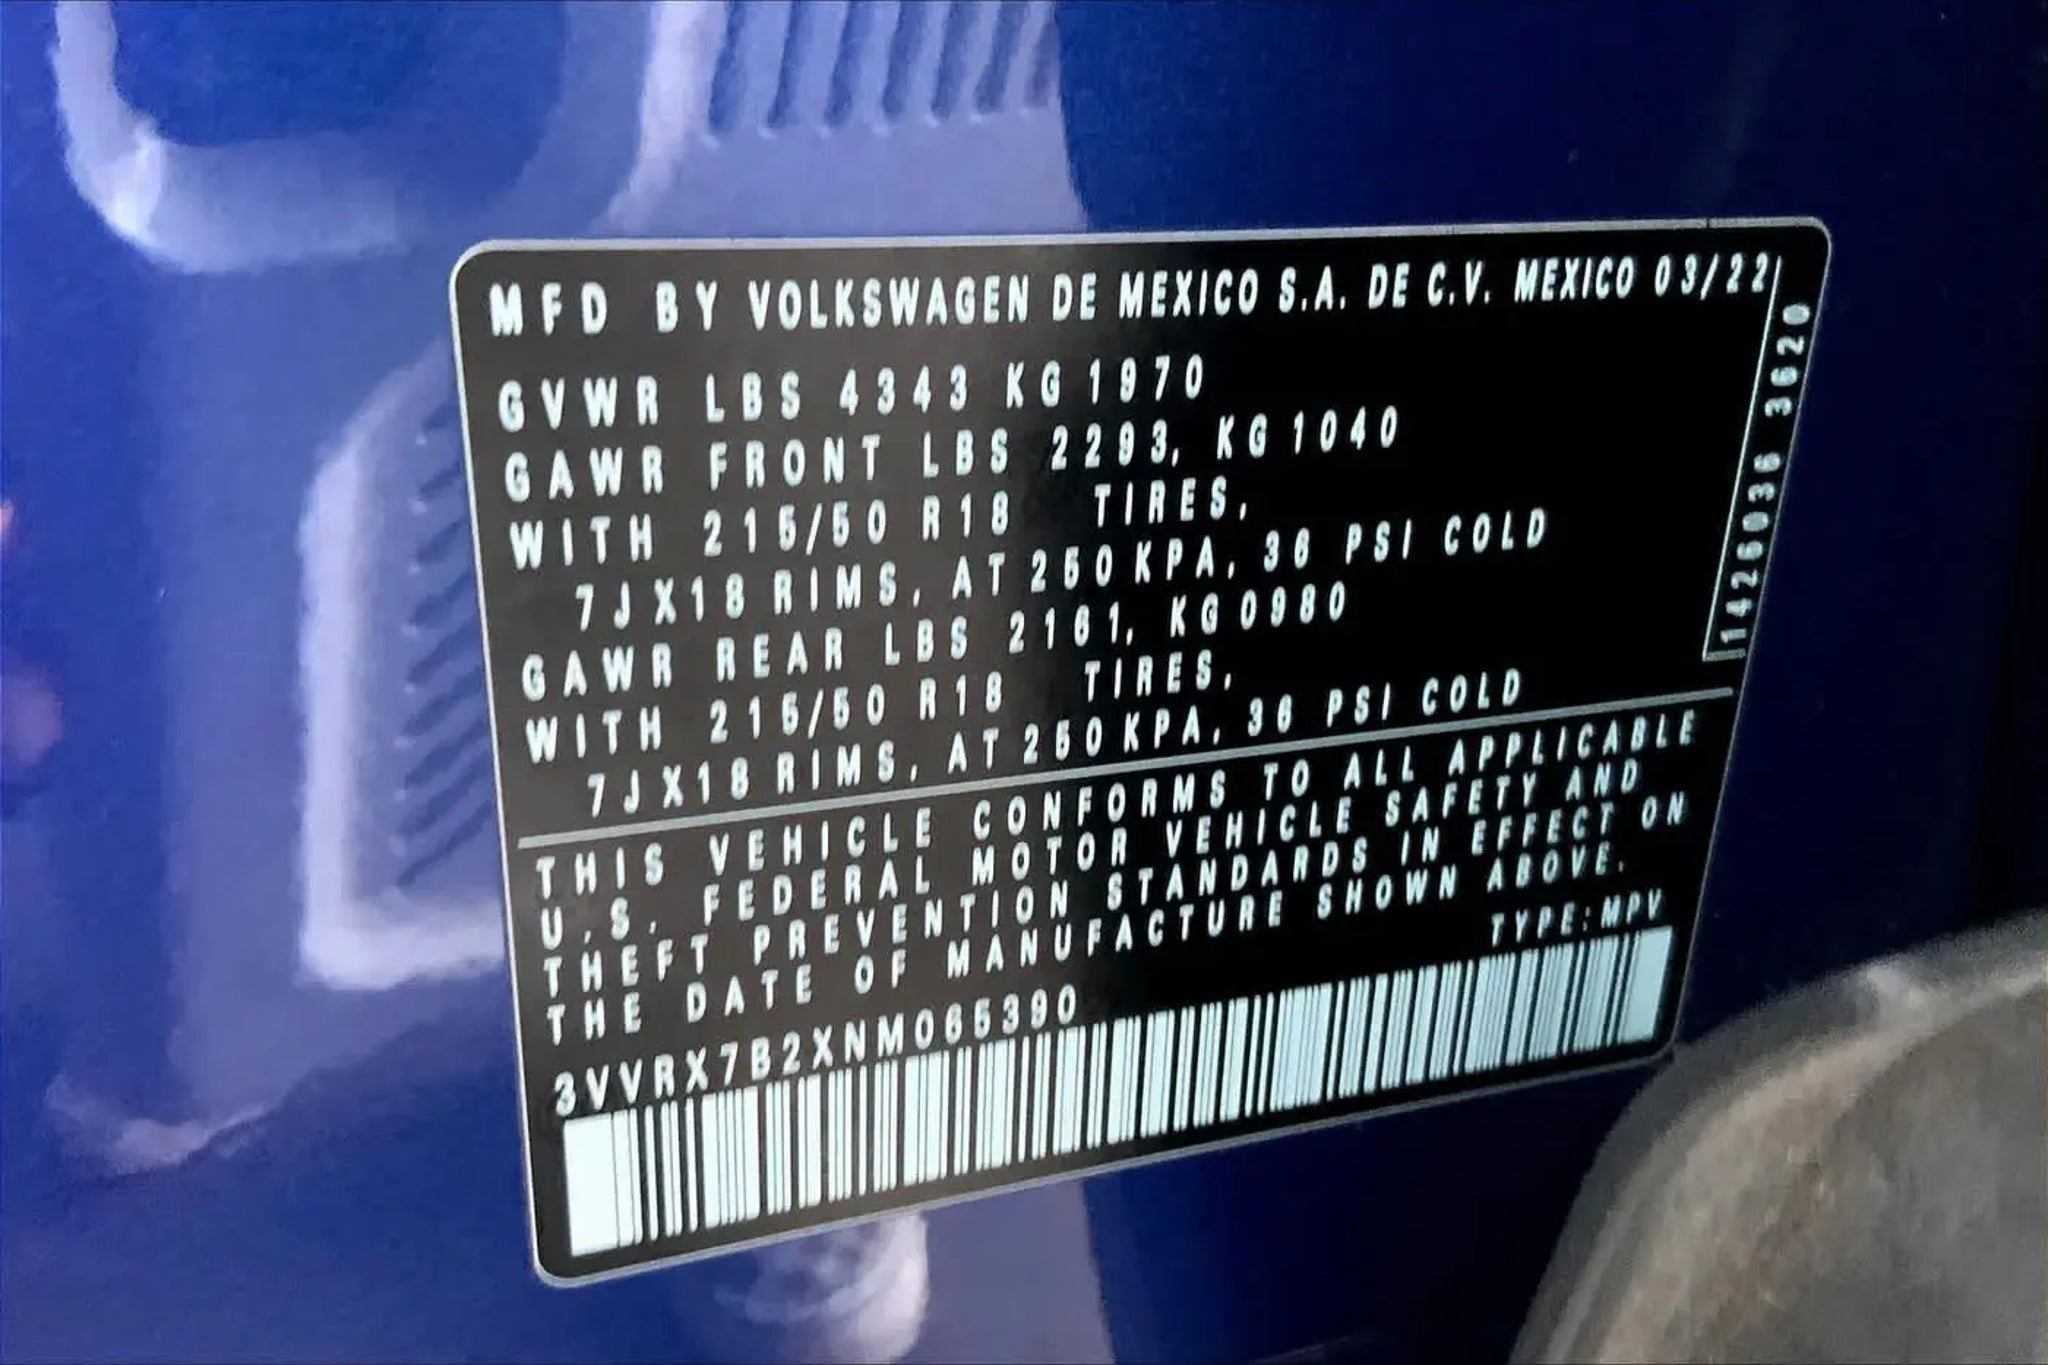 MFD BY VOLKSWAGEN DE MEXICO S.A. DE C.V. MEXICO 03/22
GVWR LBS 4343 KG 1970
GAWR FRONT LBS 2293, KG 1040
WITH 215/50 R18 TIRES,
7J X18 RIMS, AT 250 KPA, 36 PSI COLD
GAWR REAR LBS 2161, KG 0980
WITH 215/50 R18 TIRES,
7J X18 RIMS, AT 250 KPA, 36 PSI COLD
THIS VEHICLE CONFORMS TO ALL APPLICABLE
U.S. FEDERAL MOTOR VEHICLE SAFETY AND
THEFT PREVENTION STANDARDS IN EFFECT ON
THE DATE OF MANUFACTURE SHOWN ABOVE.
TYPE: MPV
3VVRX7B2XNM065390
1426036 3620